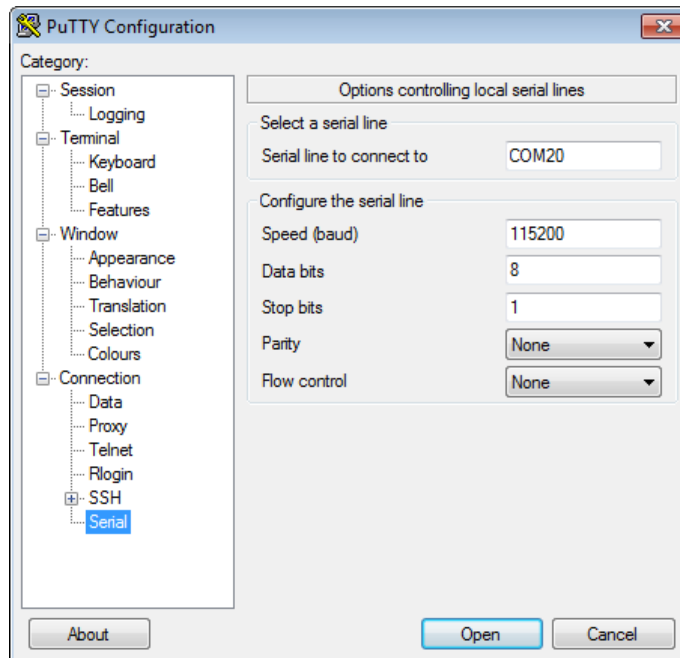 PuTTY Configuration
Category:
Session
Logging
Terminal
Keyboard
Bell
Features
Window
Appearance
Behaviour
Translation
Selection
Colours
Connection
Data
Proxy
Telnet
Rlogin
SSH
Serial
Options controlling local serial lines
Select a serial line
Serial line to connect to COM20
Configure the serial line
Speed (baud) 115200
Data bits 8
Stop bits 1
Parity None
Flow control None
About Open Cancel